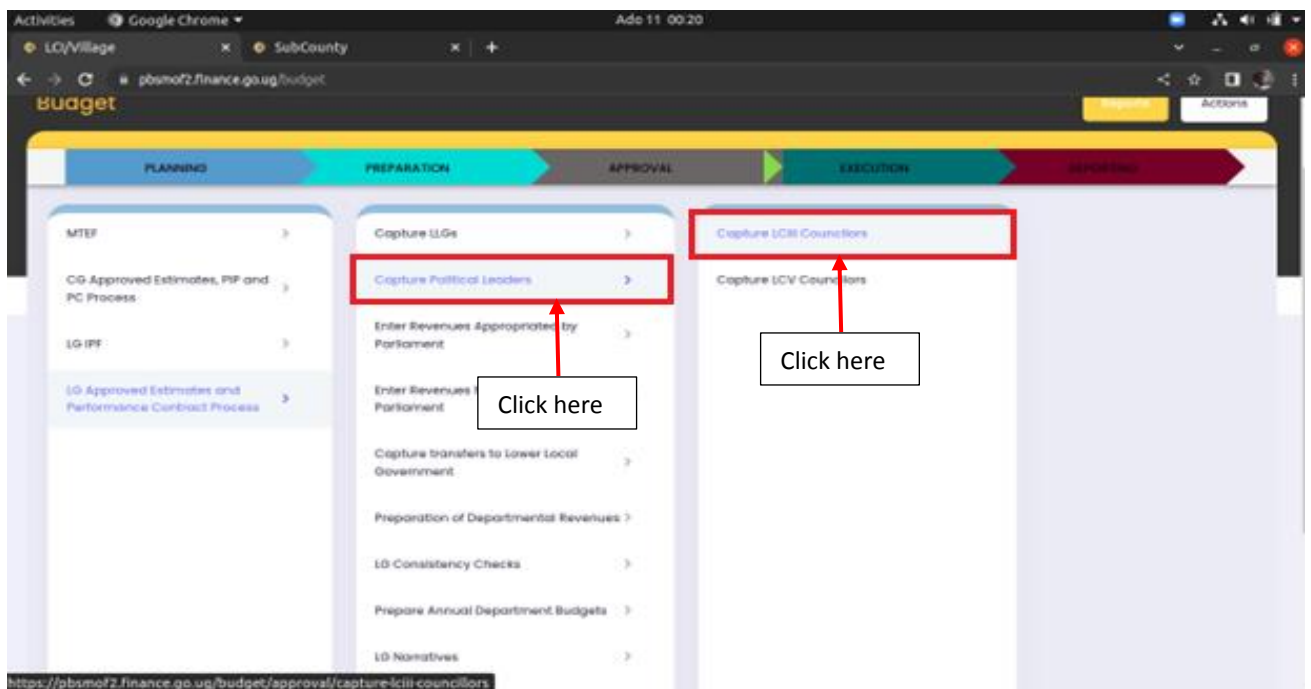 Activities Google Chrome Ado 11 00:20
LCI/Village SubCounty
pbsmof2.finance.go.ug/budget
Budget Reports Actions
PLANNING PREPARATION APPROVAL EXECUTION REPORTING
MTEF
CG Approved Estimates, PIP and
PC Process
LG IPF
LG Approved Estimates and
Performance Contract Process
Capture LLGs
Capture Political Leaders
Enter Revenues Appropriated by
Parliament
Enter Revenues
Parliament
Capture transfers to Lower Local
Government
Preparation of Departmental Revenues
LG Consistency Checks
Prepare Annual Department Budgets
LG Narratives
Capture LCIII Councilors
Capture LCV Councilors
Click here
Click here
https://pbsmof2.finance.go.ug/budget/approval/capture-lciii-councillors